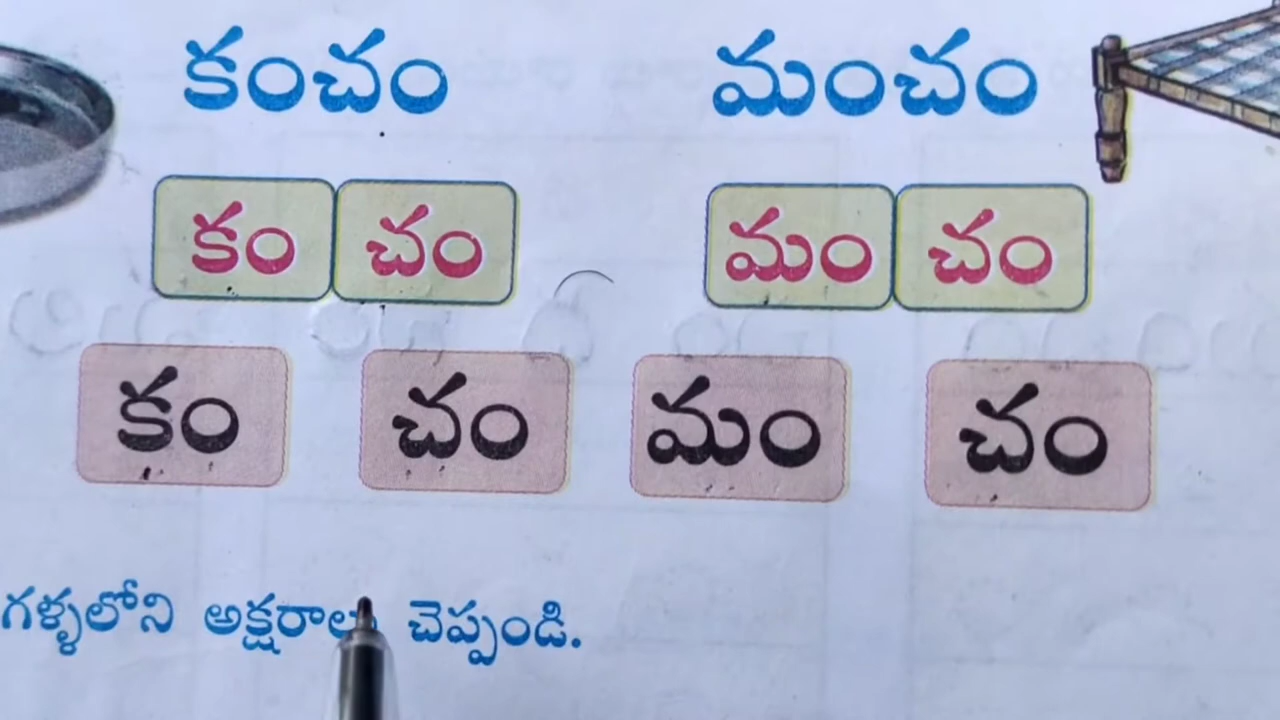 కంచం మంచం
కం చం మం చం
కం చం మం చం
గళ్ళలోని అక్షరాలు చెప్పండి.